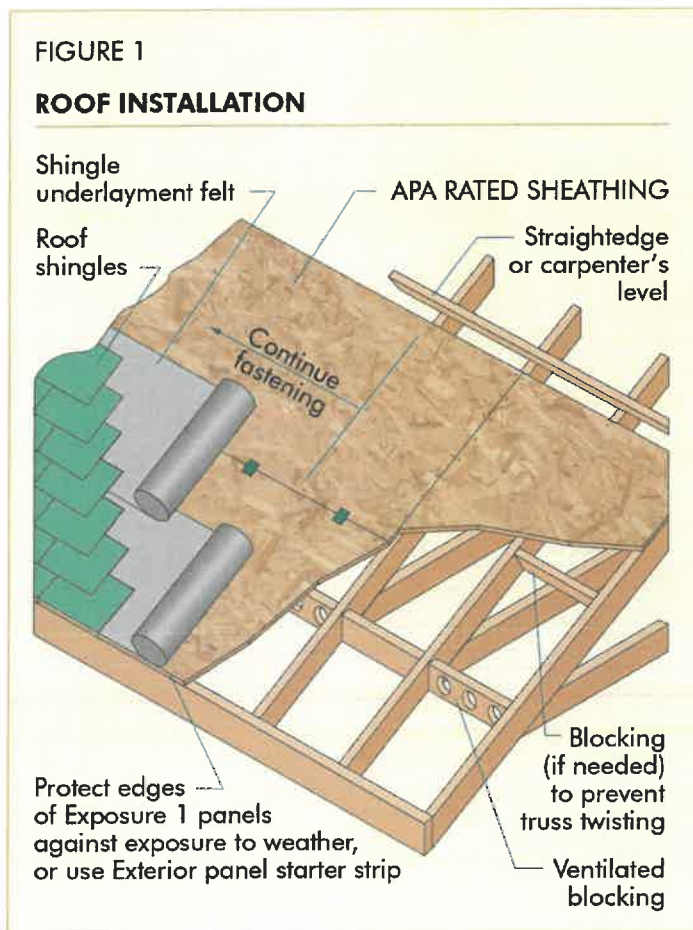 FIGURE 1
ROOF INSTALLATION
Shingle
underlayment felt
APA RATED SHEATHING
Roof
shingles
Straightedge
or carpenter's
level
Continue
fastening
Protect edges
of Exposure 1 panels
against exposure to weather,
or use Exterior panel starter strip
Blocking
(if needed)
to prevent
truss twisting
Ventilated
blocking